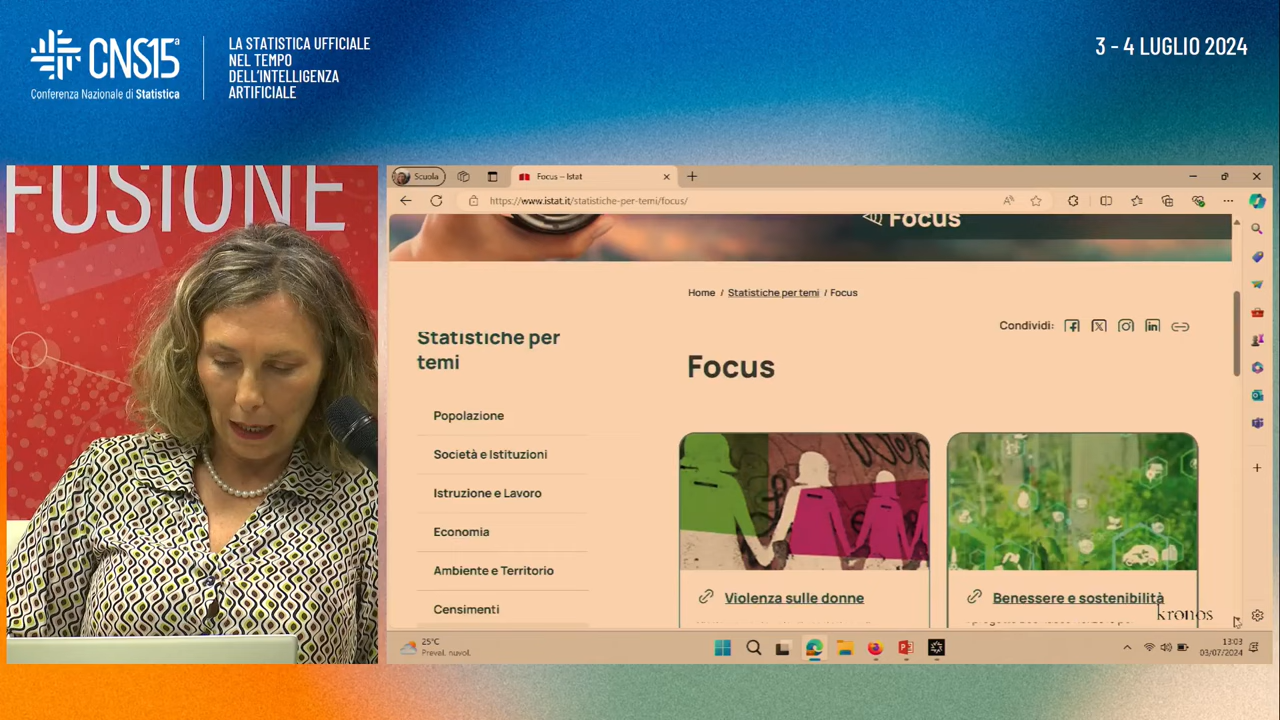 CNS15ª
Conferenza Nazionale di Statistica
LA STATISTICA UFFICIALE
NEL TEMPO
DELL'INTELLIGENZA
ARTIFICIALE
3 - 4 LUGLIO 2024
FUSIONE
Scuola
Focus – Istat
https://www.istat.it/statistiche-per-temi/focus/
Focus
Home / Statistiche per temi / Focus
Condividi:
Statistiche per
temi
Focus
Popolazione
Società e Istituzioni
Istruzione e Lavoro
Economia
Ambiente e Territorio
Censimenti
Violenza sulle donne
Benessere e sostenibilità
kronos
25°C
Preval. nuvol.
13:03
03/07/2024